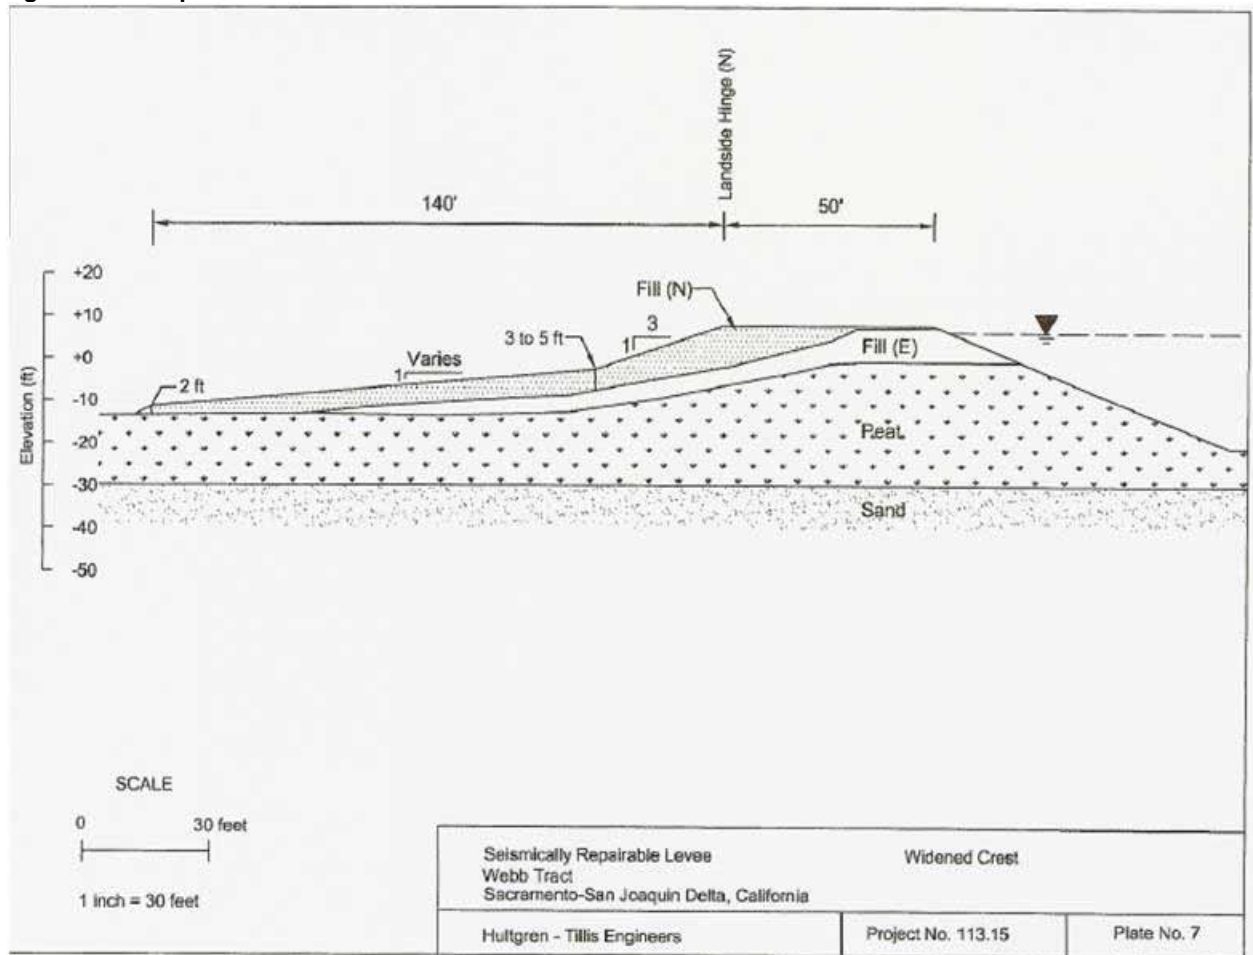 Landside Hinge (N)
140'
50'
+20
+10
+0
-10
-20
-30
-40
-50
Elevation (ft)
Fill (N)
3
1
3 to 5 ft
Varies
1
2 ft
Fill (E)
Peat
Sand
SCALE
0 30 feet
1 inch = 30 feet
Seismically Repairable Levee Widened Crest
Webb Tract
Sacramento-San Joaquin Delta, California
Hultgren - Tillis Engineers Project No. 113.15 Plate No. 7